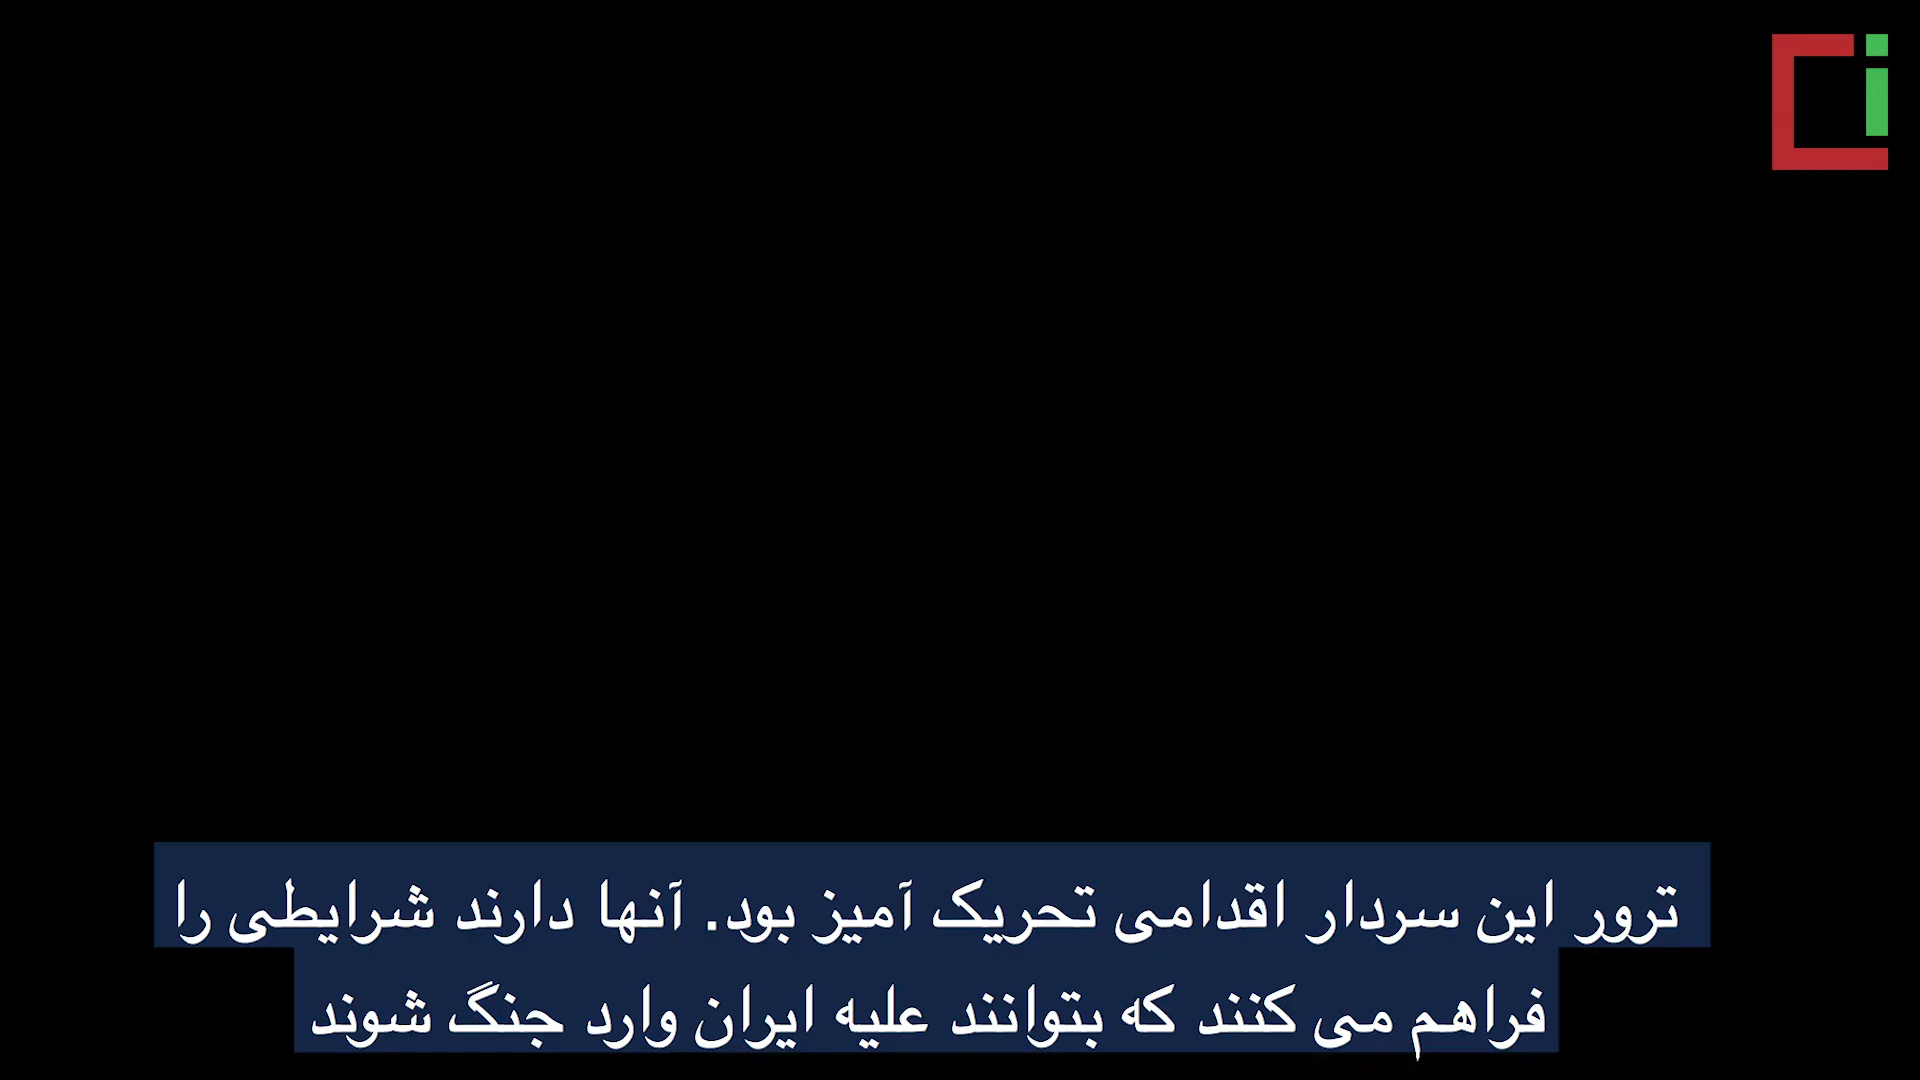 ترور این سردار اقدامی تحریک آمیز بود. آنها دارند شرایطی را
فراهم می کنند که بتوانند علیه ایران وارد جنگ شوند